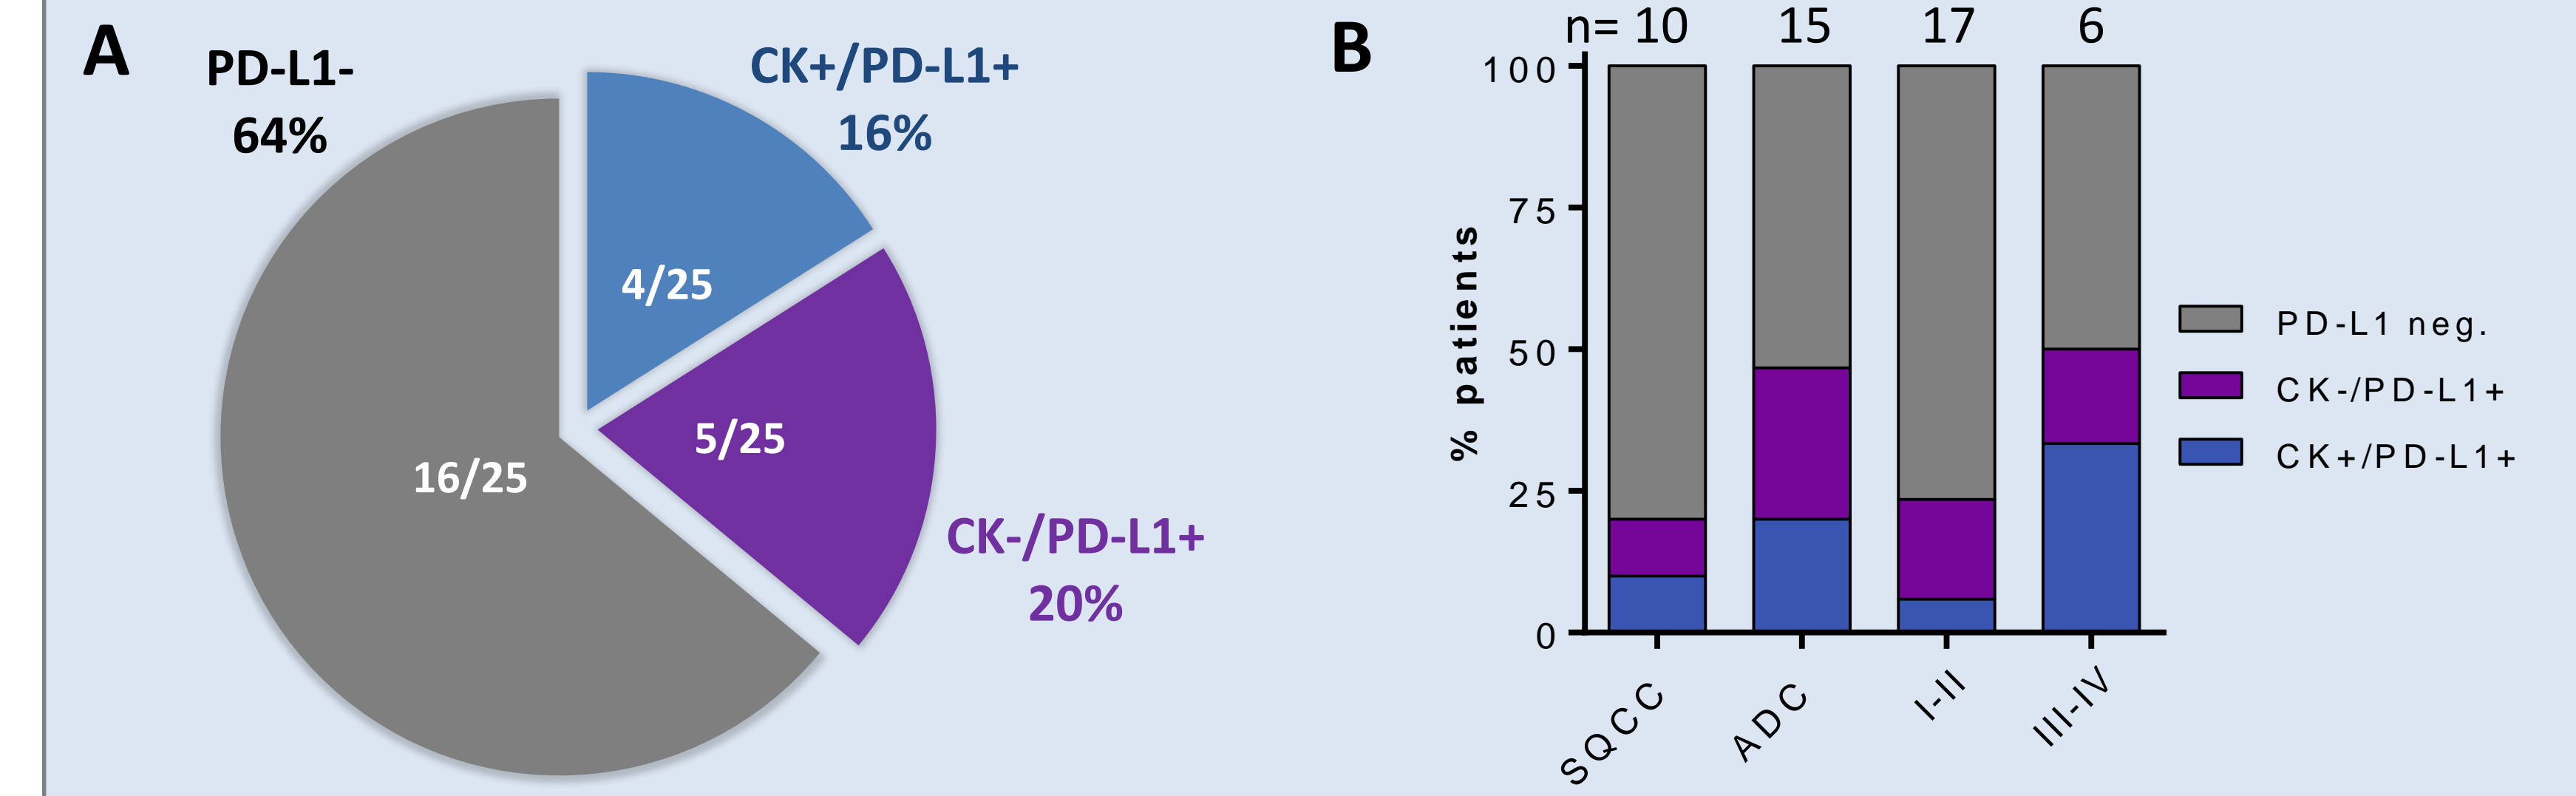 A
PD-L1-
64%
CK+/PD-L1+
16%
4/25
5/25
16/25
CK-/PD-L1+
20%
B
n= 10 15 17 6
% patients
100
75
50
25
0
SQCC
ADC
I-II
III-IV
PD-L1 neg.
CK-/PD-L1+
CK+/PD-L1+